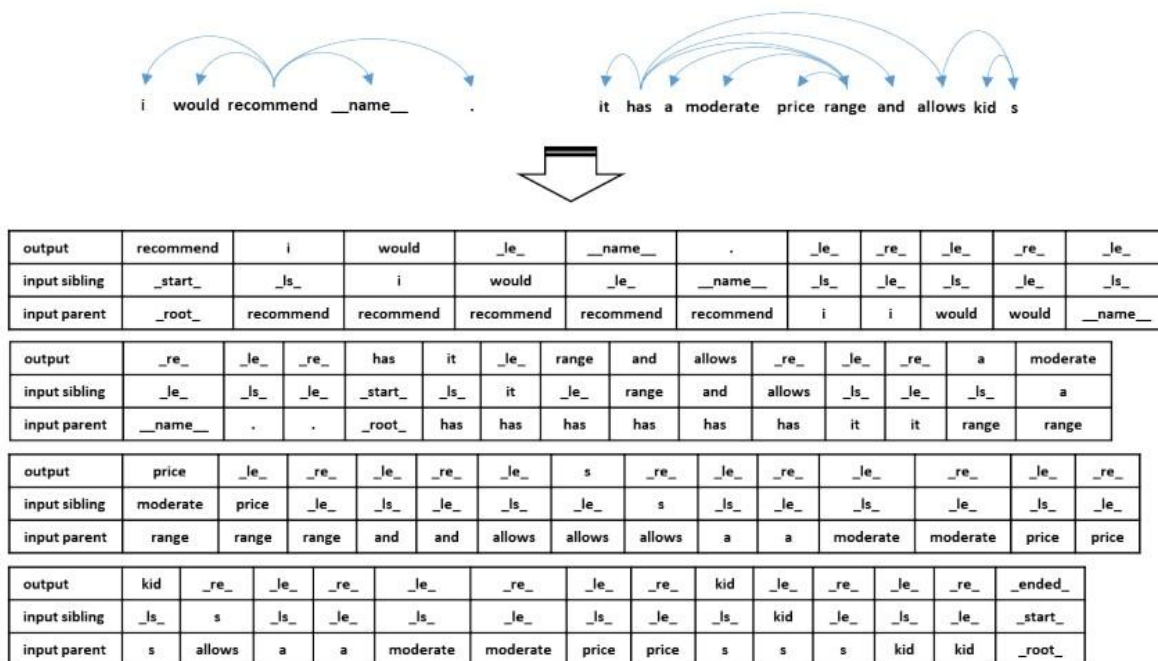 i would recommend __name__ . it has a moderate price range and allows kid s
output recommend i would _le_ __name__ . _le_ _re_ _le_ _re_ _le_
input sibling _start_ _ls_ i would _le_ __name__ _ls_ _le_ _ls_ _le_ _ls_
input parent _root_ recommend recommend recommend recommend recommend i i would would __name__
output _re_ _le_ _re_ has it _le_ range and allows _re_ _le_ _re_ a moderate
input sibling _le_ _ls_ _le_ _start_ _ls_ it _le_ range and allows _ls_ _le_ _ls_ a
input parent __name__ . . _root_ has has has has has has it it range range
output price _le_ _re_ _le_ _re_ _le_ s _re_ _le_ _re_ _le_ _re_ _le_ _re_
input sibling moderate price _le_ _ls_ _le_ _ls_ _le_ s _ls_ _le_ _ls_ _le_ _ls_ _le_
input parent range range range and and allows allows allows a a moderate moderate price price
output kid _re_ _le_ _re_ _le_ _re_ _le_ _re_ kid _le_ _re_ _le_ _re_ _ended_
input sibling _ls_ s _ls_ _le_ _ls_ _le_ _ls_ _le_ _ls_ kid _le_ _ls_ _le_ _start_
input parent s allows a a moderate moderate price price s s s kid kid _root_